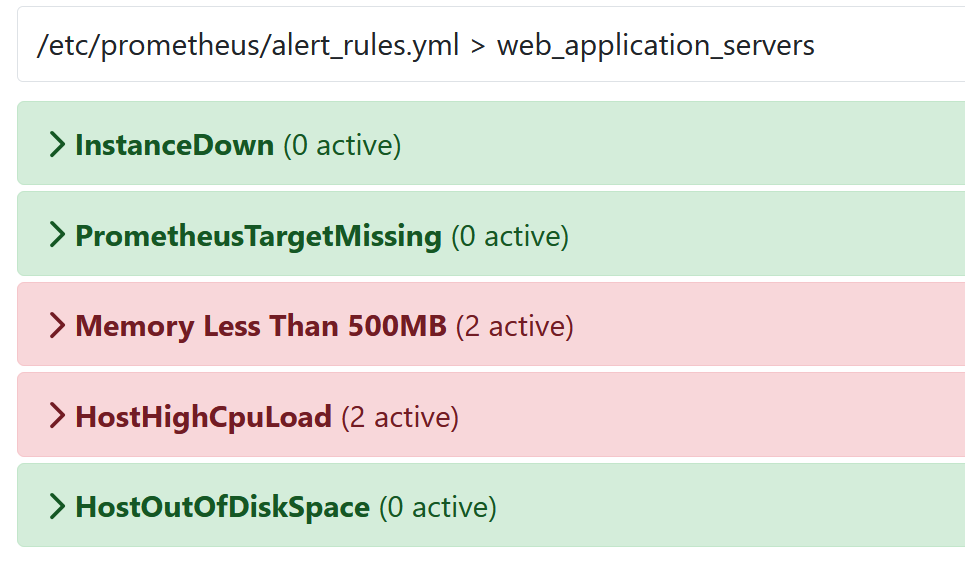 /etc/prometheus/alert_rules.yml > web_application_servers
InstanceDown (0 active)
PrometheusTargetMissing (0 active)
Memory Less Than 500MB (2 active)
HostHighCpuLoad (2 active)
HostOutOfDiskSpace (0 active)